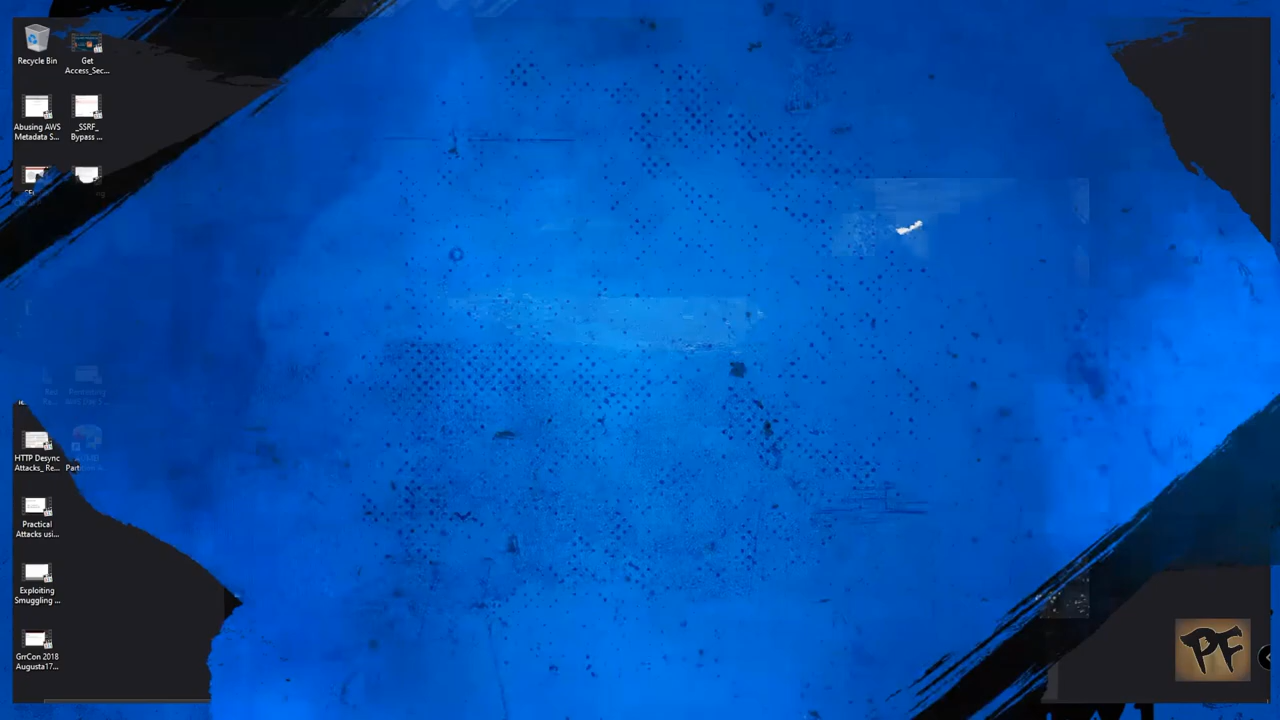 Recycle Bin
Get
Access_Sec...
Abusing AWS
Metadata S...
_SSRF_
Bypass ...
HTTP Desync
Attacks_ Re...
Practical
Attacks usi...
Exploiting
Smuggling ...
GrrCon 2018
Augusta17...
PF